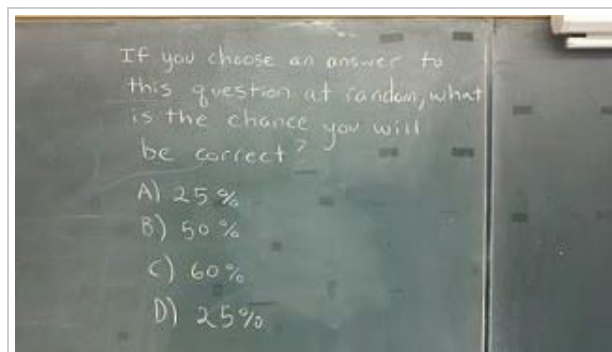 If you choose an answer to
this question at random, what
is the chance you will
be correct?
A) 25%
B) 50%
C) 60%
D) 25%